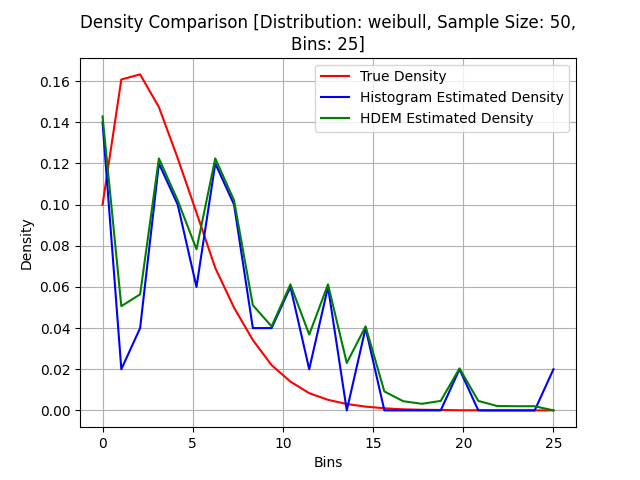 Density Comparison [Distribution: weibull, Sample Size: 50,
Bins: 25]
True Density
Histogram Estimated Density
HDEM Estimated Density
Density
0.16
0.14
0.12
0.10
0.08
0.06
0.04
0.02
0.00
0 5 10 15 20 25
Bins